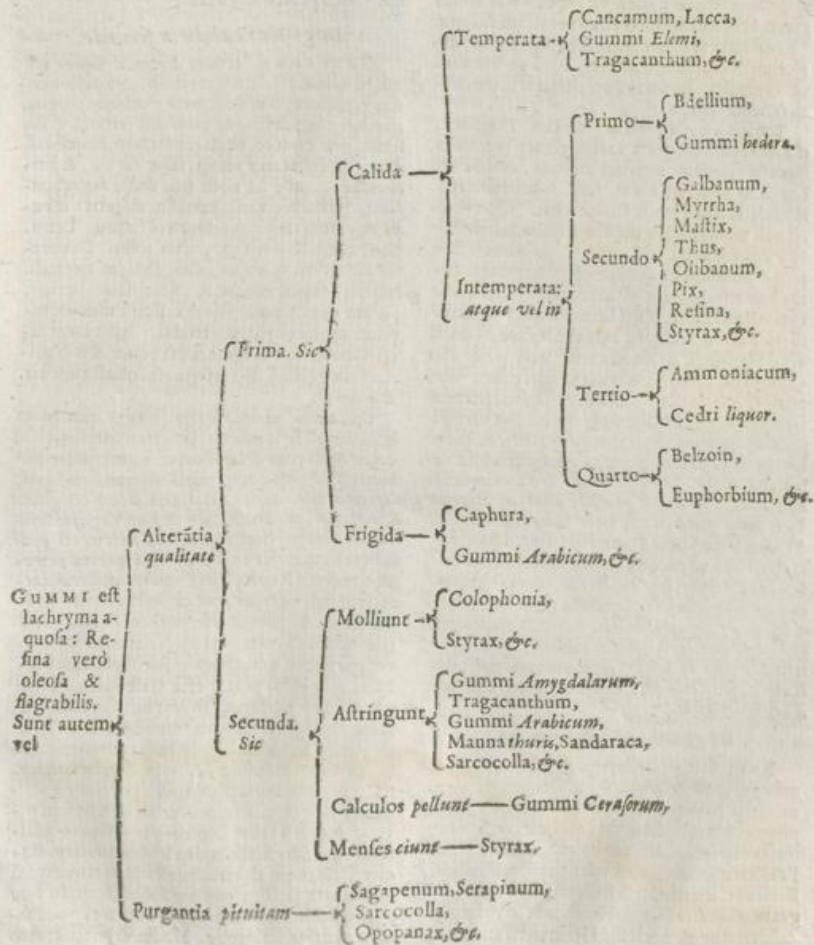 Temperata
Cancamum, Lacca,
Gummi Elemi,
Tragacanthum, &c.
Calida
Intemperata:
atque vel in
Primo
Bdellium,
Gummi hederæ.
Secundo
Galbanum,
Myrrha,
Maſtix,
Thus,
Olibanum,
Pix,
Reſina,
Styrax, &c.
Tertio
Ammoniacum,
Cedri liquor.
Quarto
Belzoin,
Euphorbium, &c.
Prima. Sic
Frigida
Caphura,
Gummi Arabicum, &c.
Alterãtia
qualitate
GUMMI eſt
lachryma a-
quoſa: Re-
ſina verò
oleoſa &
flagrabilis.
Sunt autem
vel
Secunda.
Sic
Molliunt
Colophonia,
Styrax, &c.
Aſtringunt
Gummi Amygdalarum,
Tragacanthum,
Gummi Arabicum,
Manna thuris, Sandaraca,
Sarcocolla, &c.
Calculos pellunt
Gummi Ceraſorum,
Menſes ciunt
Styrax,
Purgantia pituitam
Sagapenum, Serapinum,
Sarcocolla,
Opopanax, &c.